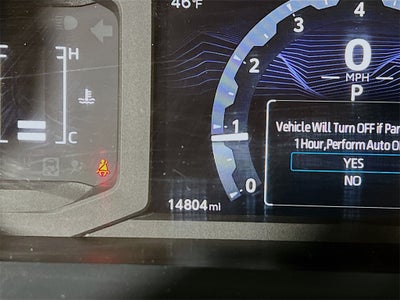 46°F
F
H
C
4
3
2
1
0
0
MPH
P
Vehicle Will Turn OFF if Par
1 Hour,Perform Auto O
YES
NO
14804 mi